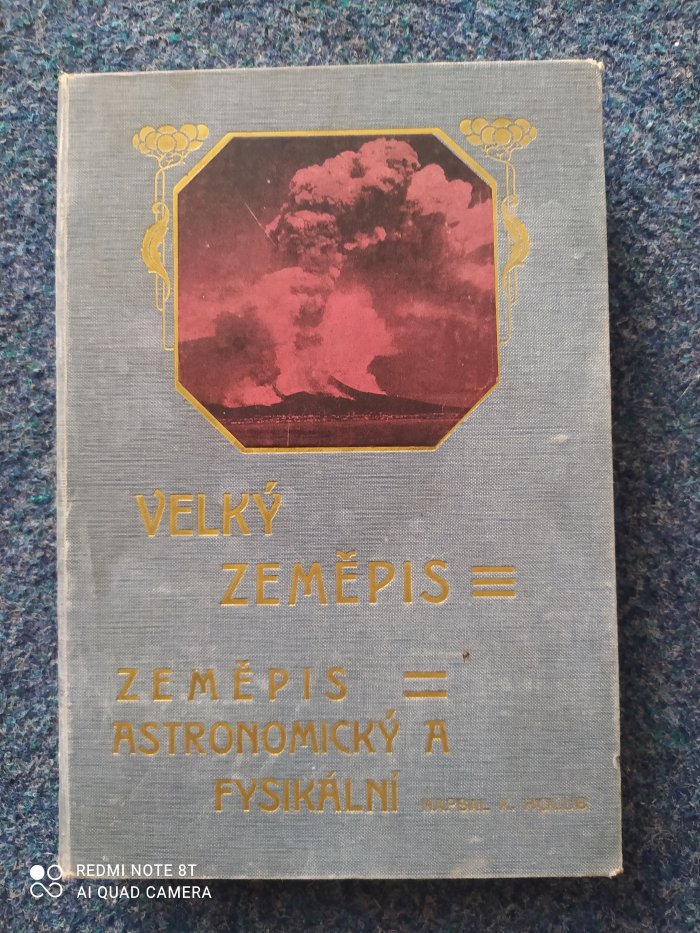 VELKÝ
ZEMĚPIS
ZEMĚPIS
ASTRONOMICKÝ A
FYSIKÁLNÍ NAPSAL K. HOLUB
REDMI NOTE 8T
AI QUAD CAMERA